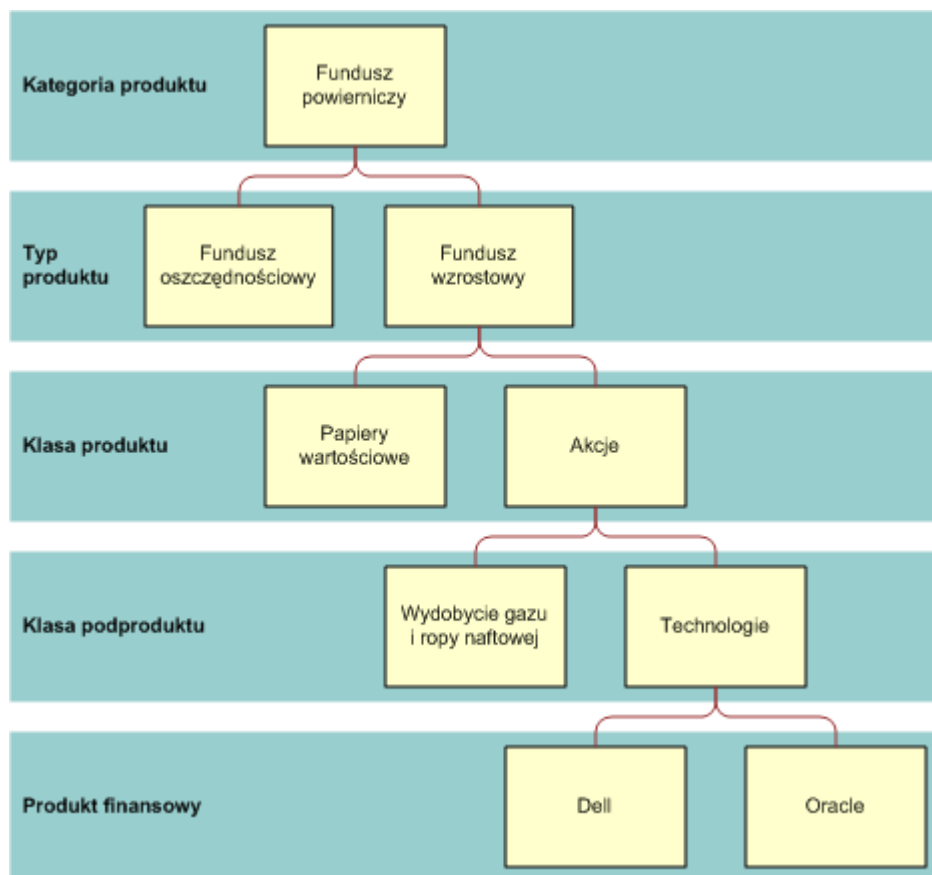 Kategoria produktu
Fundusz
powierniczy
Typ
produktu
Fundusz
oszczędnościowy
Fundusz
wzrostowy
Klasa produktu
Papiery
wartościowe
Akcje
Klasa podproduktu
Wydobycie gazu
i ropy naftowej
Technologie
Produkt finansowy
Dell
Oracle